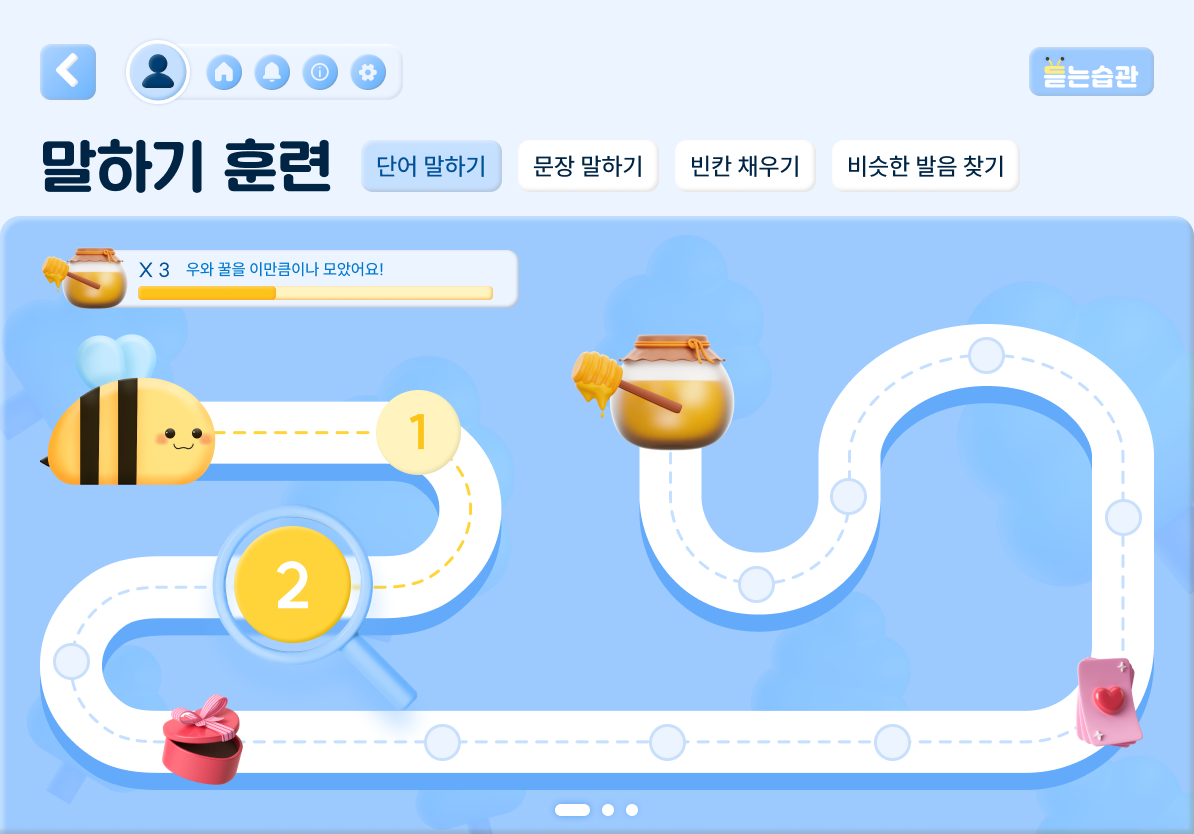 듣는습관
말하기 훈련
단어 말하기
문장 말하기
빈칸 채우기
비슷한 발음 찾기
X 3 우와 꿀을 이만큼이나 모았어요!
1
2